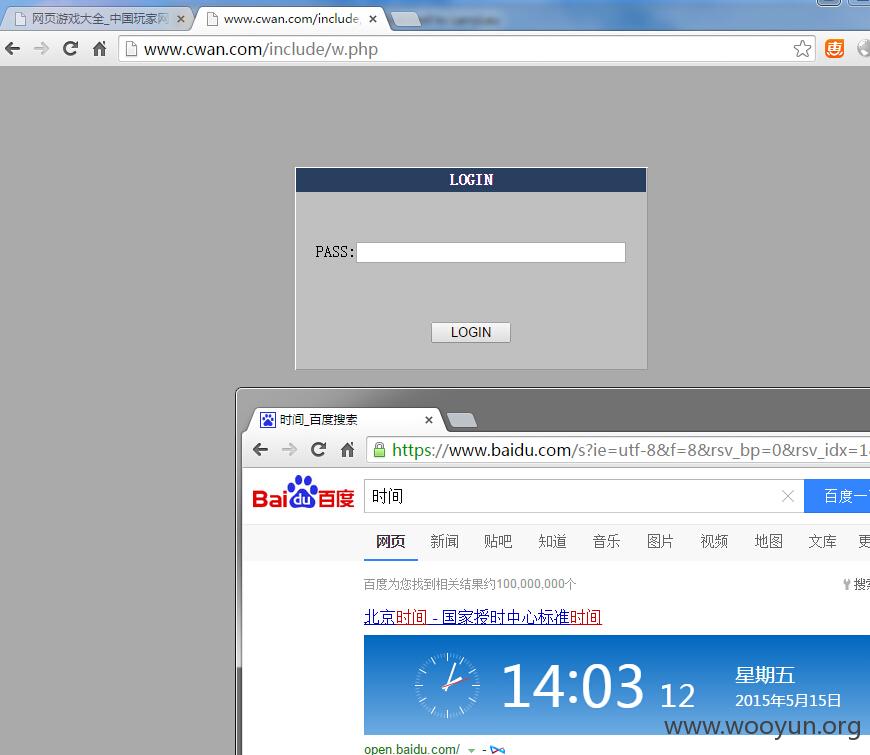 网页游戏大全_中国玩家网
www.cwan.com/include
www.cwan.com/include/w.php
惠
LOGIN
PASS:
LOGIN
时间_百度搜索
https://www.baidu.com/s?ie=utf-8&f=8&rsv_bp=0&rsv_idx=1
Bai du 百度 时间 百度一
网页 新闻 贴吧 知道 音乐 图片 视频 地图 文库 更
百度为您找到相关结果约100,000,000个 搜索
北京时间 - 国家授时中心标准时间
14:03 12 星期五
2015年5月15日
www.wooyun.org
open.baidu.com/ -